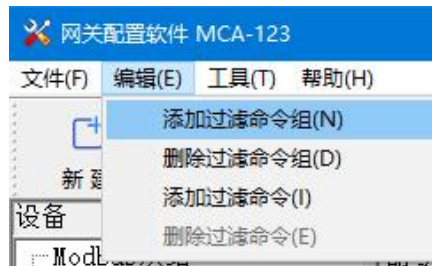 网关配置软件 MCA-123
文件(F) 编辑(E) 工具(T) 帮助(H)
添加过滤命令组(N)
删除过滤命令组(D)
添加过滤命令(I)
删除过滤命令(E)
新建
设备